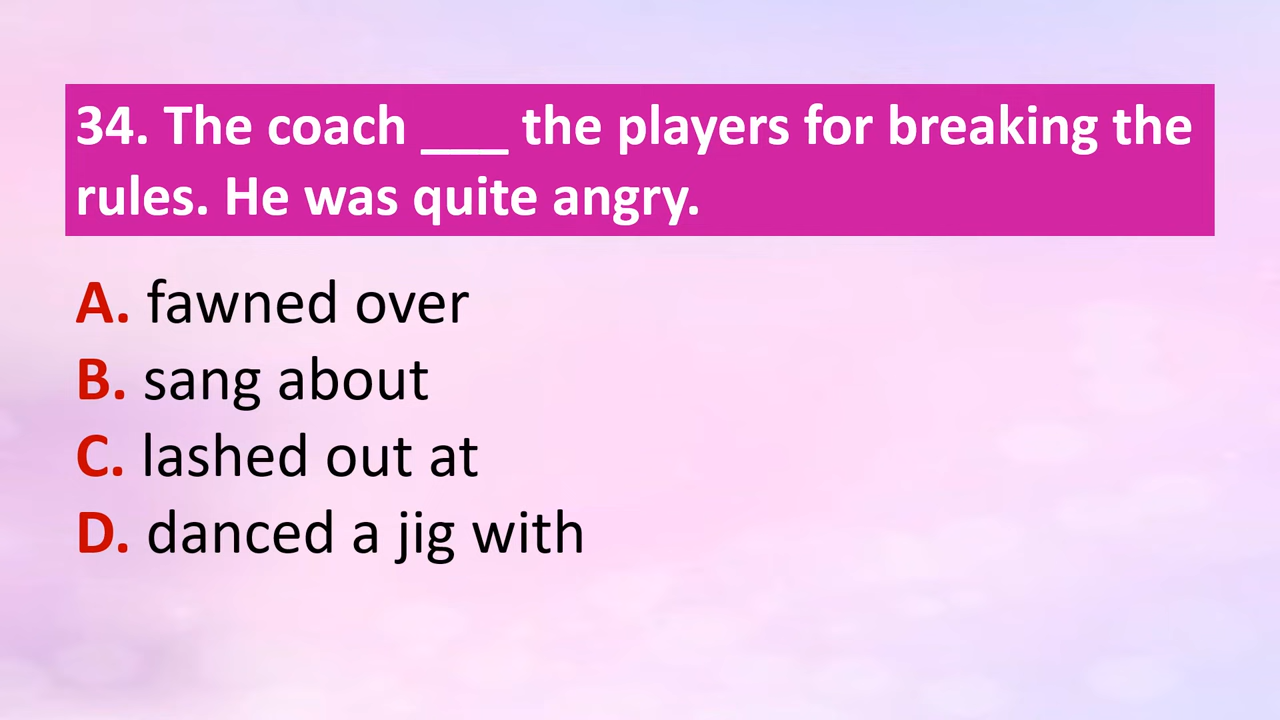 34. The coach ___ the players for breaking the
rules. He was quite angry.
A. fawned over
B. sang about
C. lashed out at
D. danced a jig with